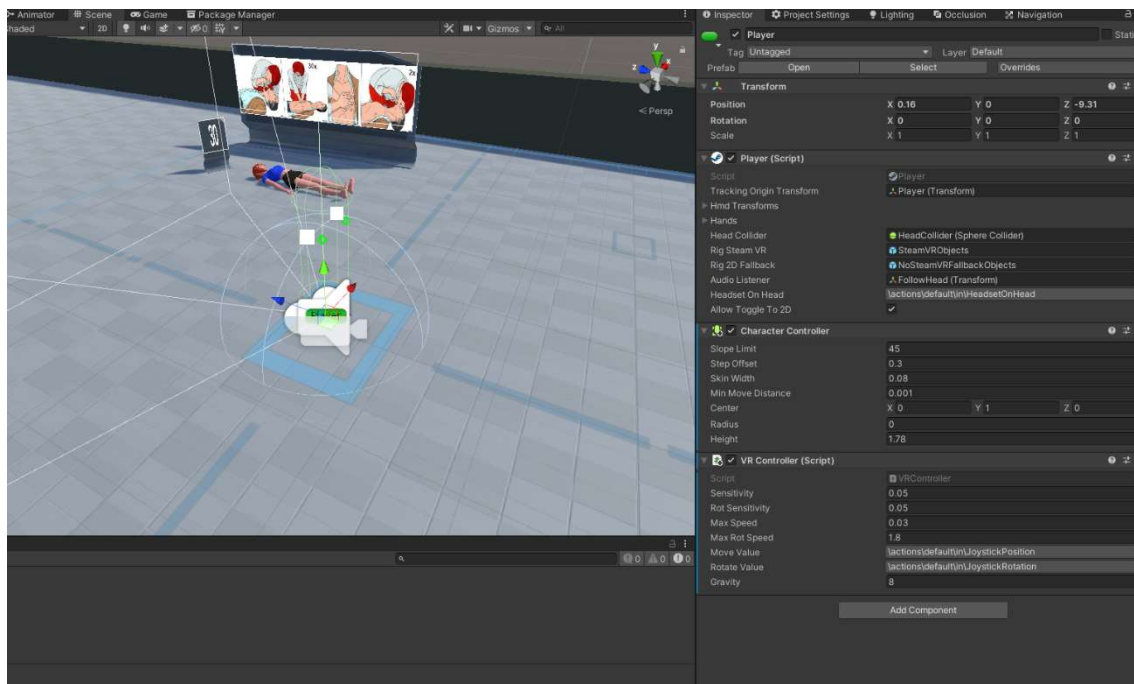 Animator Scene Game Package Manager
Shaded 2D 0 Gizmos All
30x 2x
30
y
z x
< Persp
Player
0 0 0
Inspector Project Settings Lighting Occlusion Navigation
Player Stati
Tag Untagged Layer Default
Prefab Open Select Overrides
Transform
Position X 0.16 Y 0 Z -9.31
Rotation X 0 Y 0 Z 0
Scale X 1 Y 1 Z 1
Player (Script)
Script Player
Tracking Origin Transform Player (Transform)
Hmd Transforms
Hands
Head Collider HeadCollider (Sphere Collider)
Rig Steam VR SteamVRObjects
Rig 2D Fallback NoSteamVRFallbackObjects
Audio Listener FollowHead (Transform)
Headset On Head \actions\default\in\HeadsetOnHead
Allow Toggle To 2D
Character Controller
Slope Limit 45
Step Offset 0.3
Skin Width 0.08
Min Move Distance 0.001
Center X 0 Y 1 Z 0
Radius 0
Height 1.78
VR Controller (Script)
Script VRController
Sensitivity 0.05
Rot Sensitivity 0.05
Max Speed 0.03
Max Rot Speed 1.8
Move Value \actions\default\in\JoystickPosition
Rotate Value \actions\default\in\JoystickRotation
Gravity 8
Add Component